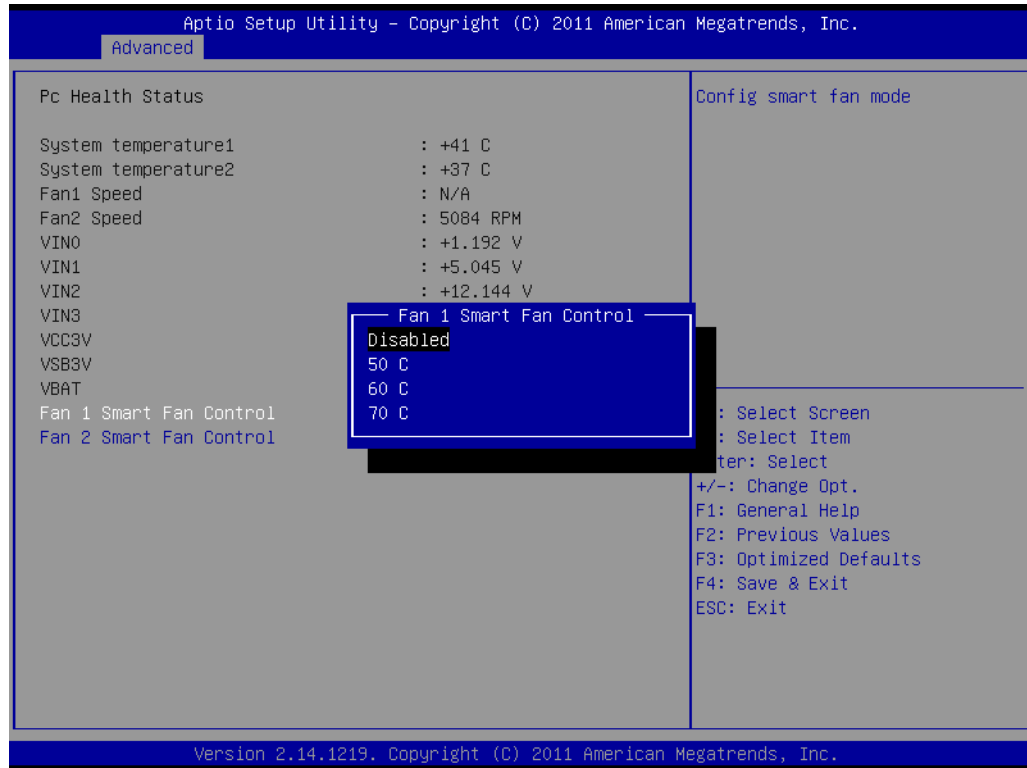 Aptio Setup Utility – Copyright (C) 2011 American Megatrends, Inc.
Advanced
Pc Health Status
System temperature1 : +41 C
System temperature2 : +37 C
Fan1 Speed : N/A
Fan2 Speed : 5084 RPM
VIN0 : +1.192 V
VIN1 : +5.045 V
VIN2 : +12.144 V
VIN3
VCC3V
VSB3V
VBAT
Fan 1 Smart Fan Control
Fan 2 Smart Fan Control
Fan 1 Smart Fan Control
Disabled
50 C
60 C
70 C
Config smart fan mode
: Select Screen
: Select Item
ter: Select
+/-: Change Opt.
F1: General Help
F2: Previous Values
F3: Optimized Defaults
F4: Save & Exit
ESC: Exit
Version 2.14.1219. Copyright (C) 2011 American Megatrends, Inc.